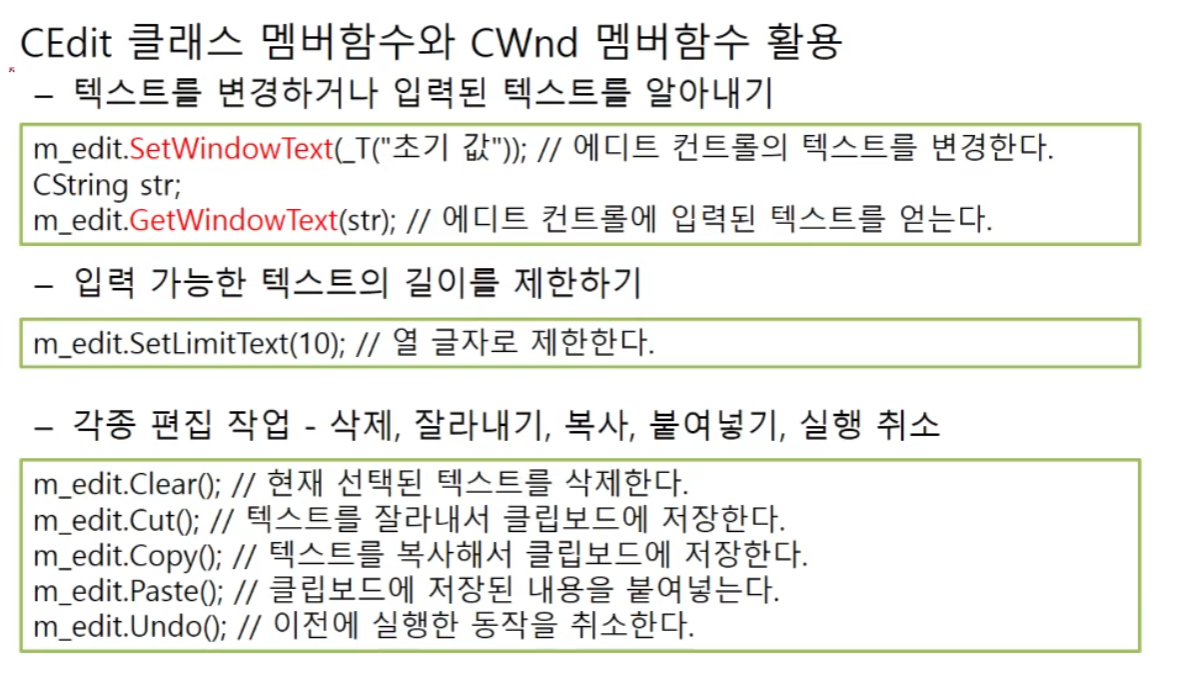 CEdit 클래스 멤버함수와 CWnd 멤버함수 활용
– 텍스트를 변경하거나 입력된 텍스트를 알아내기
m_edit.SetWindowText(_T("초기 값")); // 에디트 컨트롤의 텍스트를 변경한다.
CString str;
m_edit.GetWindowText(str); // 에디트 컨트롤에 입력된 텍스트를 얻는다.
– 입력 가능한 텍스트의 길이를 제한하기
m_edit.SetLimitText(10); // 열 글자로 제한한다.
– 각종 편집 작업 - 삭제, 잘라내기, 복사, 붙여넣기, 실행 취소
m_edit.Clear(); // 현재 선택된 텍스트를 삭제한다.
m_edit.Cut(); // 텍스트를 잘라내서 클립보드에 저장한다.
m_edit.Copy(); // 텍스트를 복사해서 클립보드에 저장한다.
m_edit.Paste(); // 클립보드에 저장된 내용을 붙여넣는다.
m_edit.Undo(); // 이전에 실행한 동작을 취소한다.